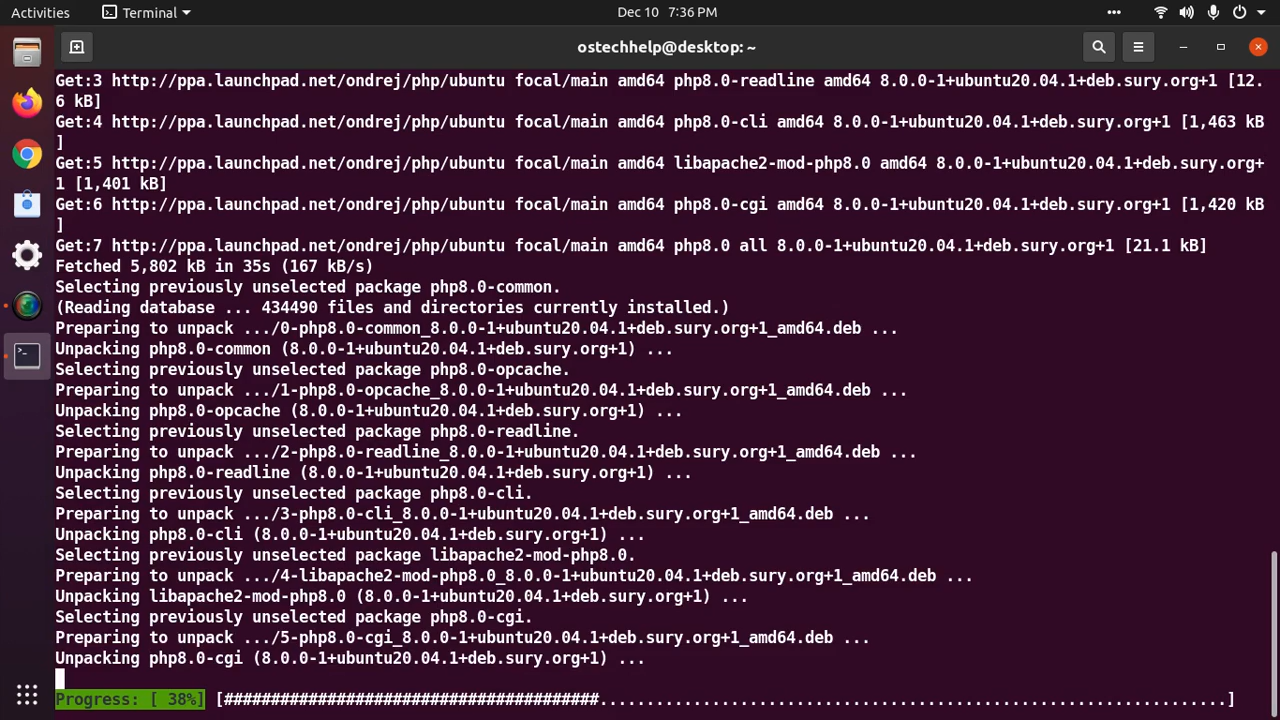 Activities
Terminal
Dec 10 7:36 PM
ostechhelp@desktop: ~
Get:3 http://ppa.launchpad.net/ondrej/php/ubuntu focal/main amd64 php8.0-readline amd64 8.0.0-1+ubuntu20.04.1+deb.sury.org+1 [12.
6 kB]
Get:4 http://ppa.launchpad.net/ondrej/php/ubuntu focal/main amd64 php8.0-cli amd64 8.0.0-1+ubuntu20.04.1+deb.sury.org+1 [1,463 kB
]
Get:5 http://ppa.launchpad.net/ondrej/php/ubuntu focal/main amd64 libapache2-mod-php8.0 amd64 8.0.0-1+ubuntu20.04.1+deb.sury.org+
1 [1,401 kB]
Get:6 http://ppa.launchpad.net/ondrej/php/ubuntu focal/main amd64 php8.0-cgi amd64 8.0.0-1+ubuntu20.04.1+deb.sury.org+1 [1,420 kB
]
Get:7 http://ppa.launchpad.net/ondrej/php/ubuntu focal/main amd64 php8.0 all 8.0.0-1+ubuntu20.04.1+deb.sury.org+1 [21.1 kB]
Fetched 5,802 kB in 35s (167 kB/s)
Selecting previously unselected package php8.0-common.
(Reading database ... 434490 files and directories currently installed.)
Preparing to unpack .../0-php8.0-common_8.0.0-1+ubuntu20.04.1+deb.sury.org+1_amd64.deb ...
Unpacking php8.0-common (8.0.0-1+ubuntu20.04.1+deb.sury.org+1) ...
Selecting previously unselected package php8.0-opcache.
Preparing to unpack .../1-php8.0-opcache_8.0.0-1+ubuntu20.04.1+deb.sury.org+1_amd64.deb ...
Unpacking php8.0-opcache (8.0.0-1+ubuntu20.04.1+deb.sury.org+1) ...
Selecting previously unselected package php8.0-readline.
Preparing to unpack .../2-php8.0-readline_8.0.0-1+ubuntu20.04.1+deb.sury.org+1_amd64.deb ...
Unpacking php8.0-readline (8.0.0-1+ubuntu20.04.1+deb.sury.org+1) ...
Selecting previously unselected package php8.0-cli.
Preparing to unpack .../3-php8.0-cli_8.0.0-1+ubuntu20.04.1+deb.sury.org+1_amd64.deb ...
Unpacking php8.0-cli (8.0.0-1+ubuntu20.04.1+deb.sury.org+1) ...
Selecting previously unselected package libapache2-mod-php8.0.
Preparing to unpack .../4-libapache2-mod-php8.0_8.0.0-1+ubuntu20.04.1+deb.sury.org+1_amd64.deb ...
Unpacking libapache2-mod-php8.0 (8.0.0-1+ubuntu20.04.1+deb.sury.org+1) ...
Selecting previously unselected package php8.0-cgi.
Preparing to unpack .../5-php8.0-cgi_8.0.0-1+ubuntu20.04.1+deb.sury.org+1_amd64.deb ...
Unpacking php8.0-cgi (8.0.0-1+ubuntu20.04.1+deb.sury.org+1) ...
Progress: [ 38%] [########################################...................................................................]